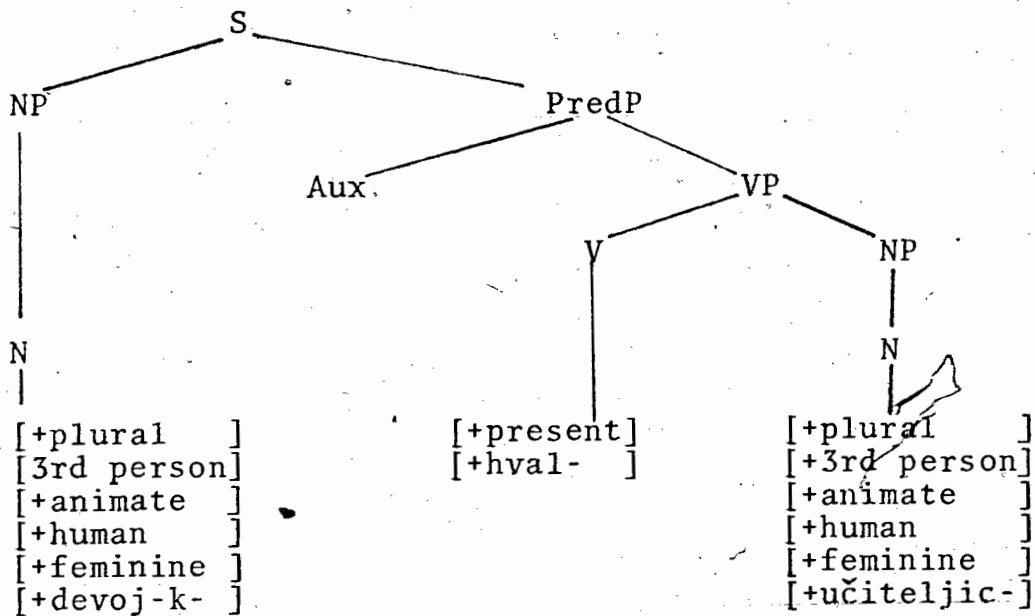 S
NP PredP
Aux VP
V NP
N N
[+plural ] [+present] [+plural ]
[3rd person] [+hval- ] [+3rd person]
[+animate ] [+animate ]
[+human ] [+human ]
[+feminine ] [+feminine ]
[+devoj-k- ] [+učiteljic-]